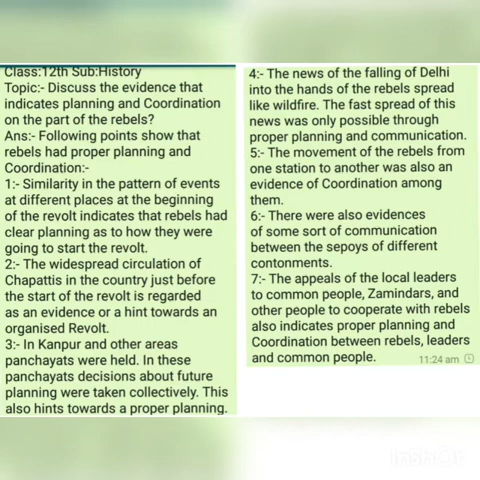 Class:12th Sub:History
Topic:- Discuss the evidence that
indicates planning and Coordination
on the part of the rebels?
Ans:- Following points show that
rebels had proper planning and
Coordination:-
1:- Similarity in the pattern of events
at different places at the beginning
of the revolt indicates that rebels had
clear planning as to how they were
going to start the revolt.
2:- The widespread circulation of
Chapattis in the country just before
the start of the revolt is regarded
as an evidence or a hint towards an
organised Revolt.
3:- In Kanpur and other areas
panchayats were held. In these
panchayats decisions about future
planning were taken collectively. This
also hints towards a proper planning.
4:- The news of the falling of Delhi
into the hands of the rebels spread
like wildfire. The fast spread of this
news was only possible through
proper planning and communication.
5:- The movement of the rebels from
one station to another was also an
evidence of Coordination among
them.
6:- There were also evidences
of some sort of communication
between the sepoys of different
contonments.
7:- The appeals of the local leaders
to common people, Zamindars, and
other people to cooperate with rebels
also indicates proper planning and
Coordination between rebels, leaders
and common people.
11:24 am